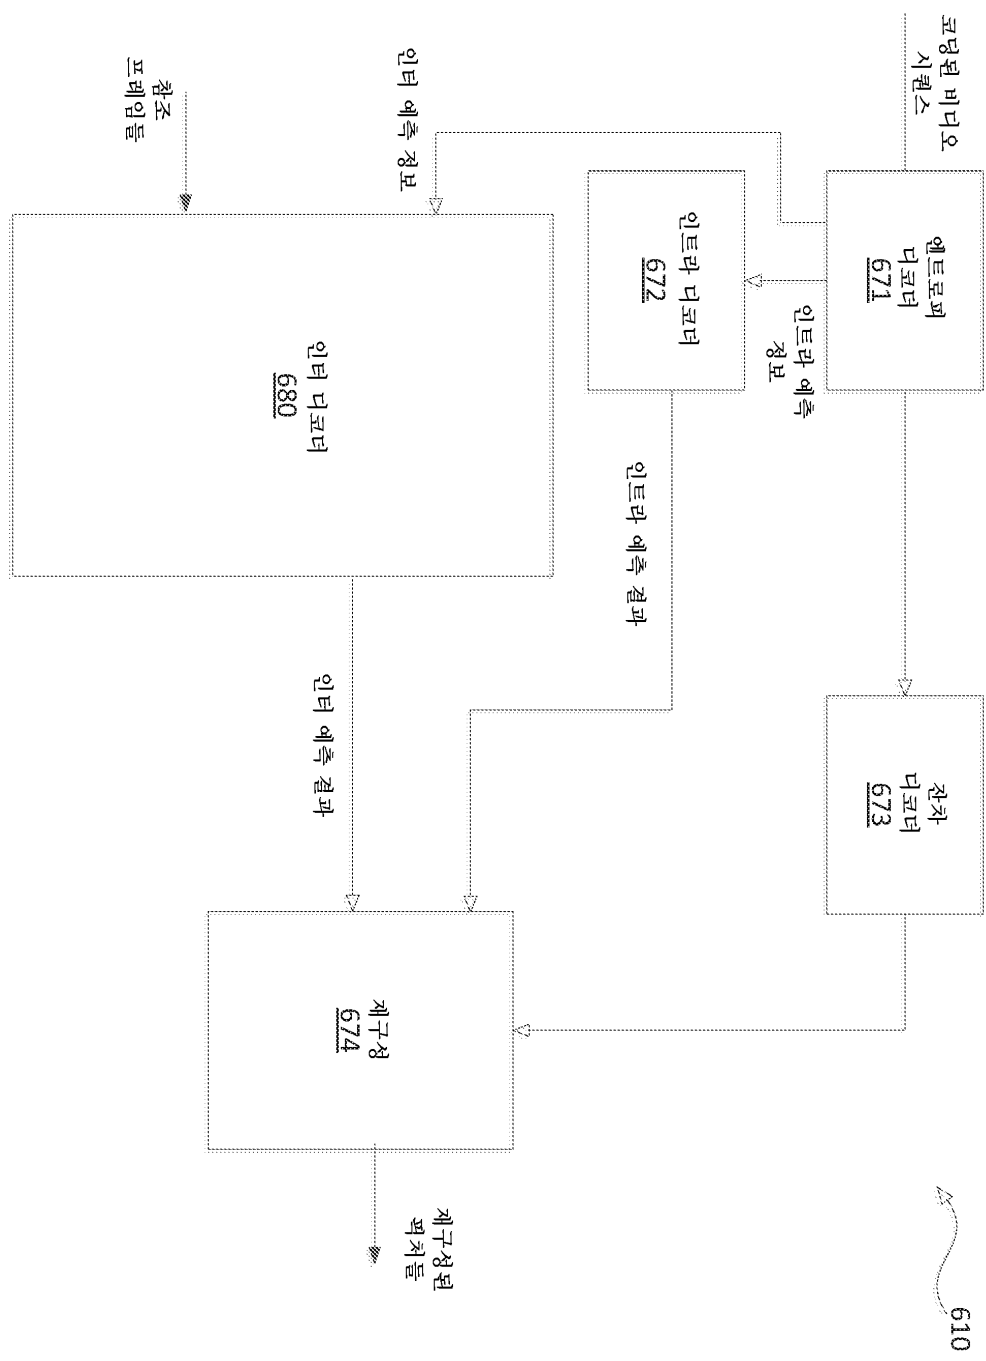 610
코딩된 비디오
시퀀스
엔트로피
디코더
671
잔차
디코더
673
인트라 예측
정보
인트라 디코더
672
인트라 예측 결과
인터 예측 정보
인터 디코더
680
인터 예측 결과
재구성
674
재구성된
픽처들
참조
프레임들